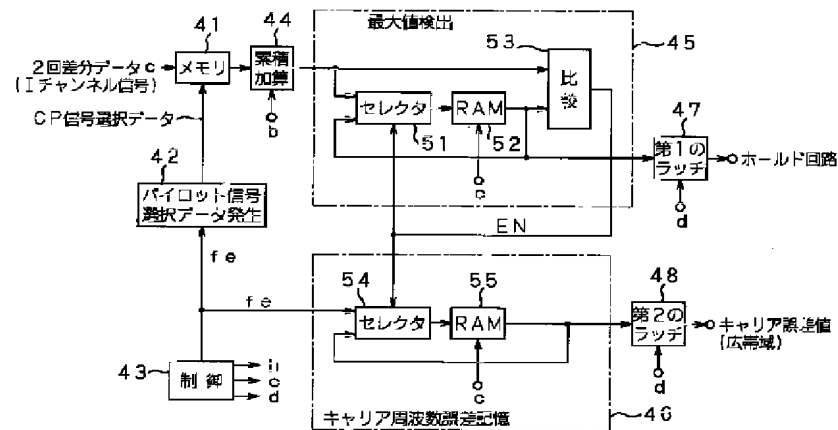 41
44
最大値検出
53
45
2回差分データc
(Iチャンネル信号)
メモリ
累積
加算
比
較
セレクタ
RAM
51
52
b
CP信号選択データ
47
第1の
ラッチ
ホールド回路
42
c
d
パイロット信号
選択データ発生
EN
fe
fe
54
55
48
セレクタ
RAM
第2の
ラッチ
キャリア誤差値
(広帯域)
43
制御
b
c
d
c
d
キャリア周波数誤差記憶
46